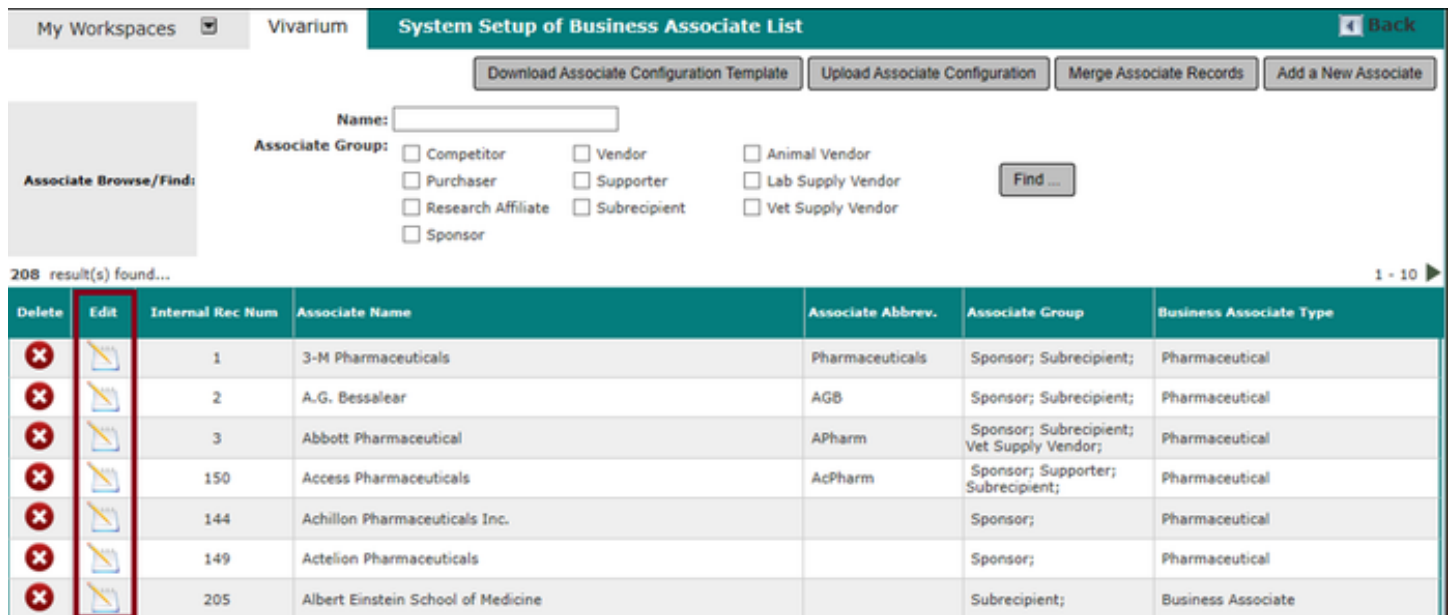 My Workspaces Vivarium System Setup of Business Associate List Back
Download Associate Configuration Template Upload Associate Configuration Merge Associate Records Add a New Associate
Name:
Associate Group:
Competitor Vendor Animal Vendor
Associate Browse/Find: Purchaser Supporter Lab Supply Vendor Find ...
Research Affiliate Subrecipient Vet Supply Vendor
Sponsor
208 result(s) found... 1 - 10
Delete Edit Internal Rec Num Associate Name Associate Abbrev. Associate Group Business Associate Type
1 3-M Pharmaceuticals Pharmaceuticals Sponsor; Subrecipient; Pharmaceutical
2 A.G. Bessalear AGB Sponsor; Subrecipient; Pharmaceutical
3 Abbott Pharmaceutical APharm Sponsor; Subrecipient; Pharmaceutical
Vet Supply Vendor;
150 Access Pharmaceuticals AcPharm Sponsor; Supporter; Pharmaceutical
Subrecipient;
144 Achillon Pharmaceuticals Inc. Sponsor; Pharmaceutical
149 Actelion Pharmaceuticals Sponsor; Pharmaceutical
205 Albert Einstein School of Medicine Subrecipient; Business Associate